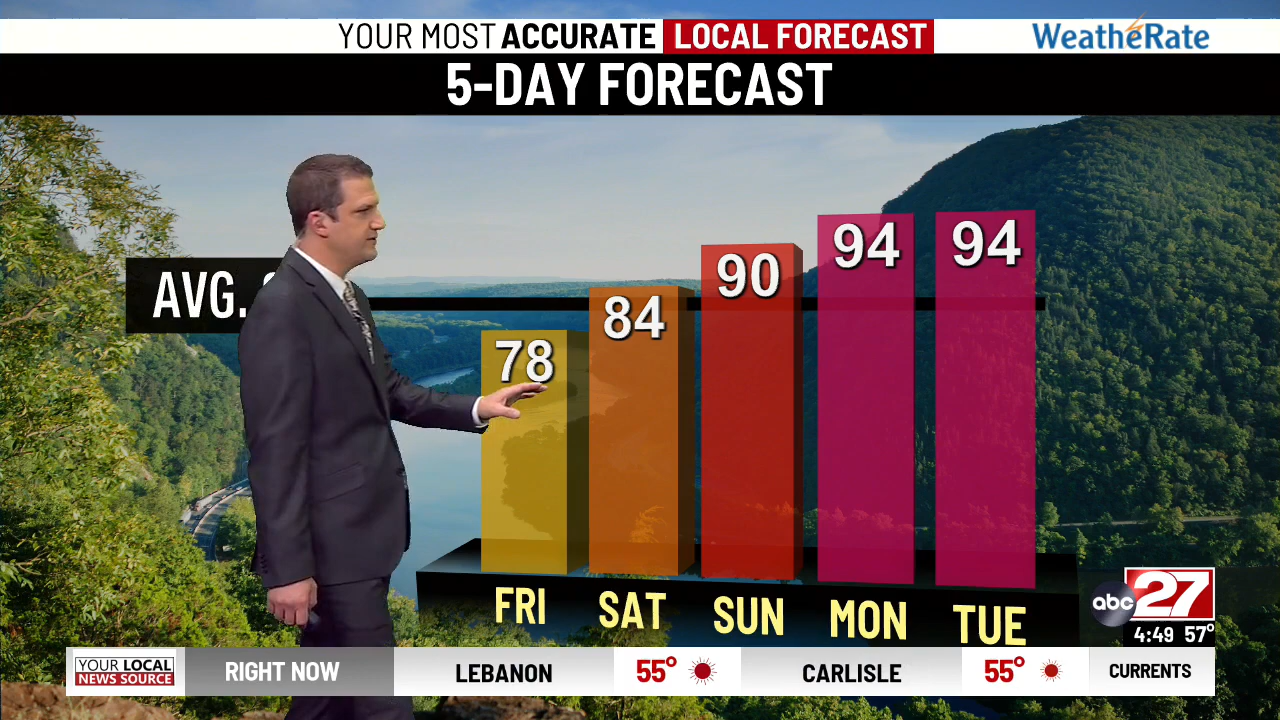 YOUR MOST ACCURATE LOCAL FORECAST
WeatheRate
5-DAY FORECAST
AVG.
78
84
90
94
94
FRI
SAT
SUN
MON
TUE
abc 27
4:49 57°
YOUR LOCAL
NEWS SOURCE
RIGHT NOW
LEBANON
55°
CARLISLE
55°
CURRENTS